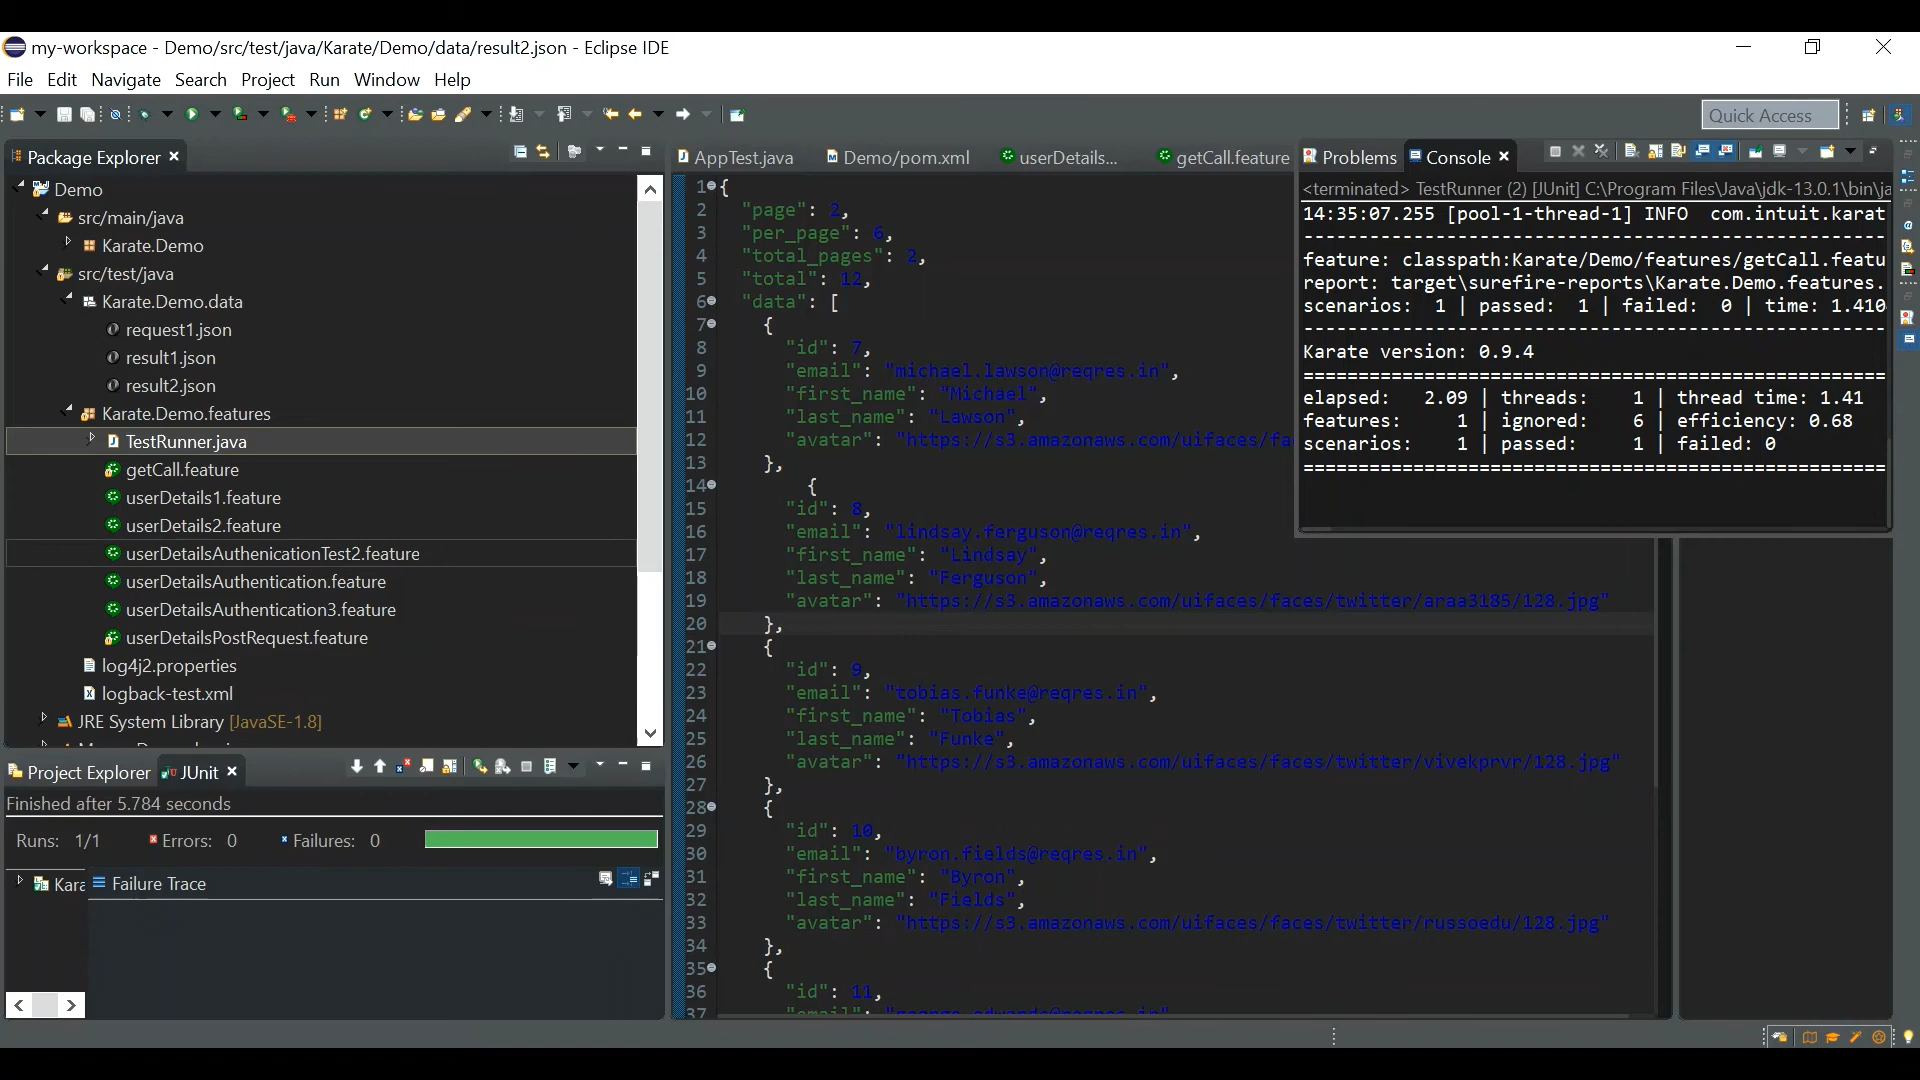 my-workspace - Demo/src/test/java/Karate/Demo/data/result2.json - Eclipse IDE
File Edit Navigate Search Project Run Window Help
Quick Access
Package Explorer
Demo
src/main/java
Karate.Demo
src/test/java
Karate.Demo.data
request1.json
result1.json
result2.json
Karate.Demo.features
TestRunner.java
getCall.feature
userDetails1.feature
userDetails2.feature
userDetailsAuthenicationTest2.feature
userDetailsAuthentication.feature
userDetailsAuthentication3.feature
userDetailsPostRequest.feature
log4j2.properties
logback-test.xml
JRE System Library [JavaSE-1.8]
Project Explorer JUnit
Finished after 5.784 seconds
Runs: 1/1 Errors: 0 Failures: 0
Kara Failure Trace
AppTest.java Demo/pom.xml userDetails... getCall.feature
1 {
2 "page": 2,
3 "per_page": 6,
4 "total_pages": 2,
5 "total": 12,
6 "data": [
7 {
8 "id": 7,
9 "email": "michael.lawson@reqres.in",
10 "first_name": "Michael",
11 "last_name": "Lawson",
12 "avatar": "https://s3.amazonaws.com/uifaces/fa
13 },
14 {
15 "id": 8,
16 "email": "lindsay.ferguson@reqres.in",
17 "first_name": "Lindsay",
18 "last_name": "Ferguson",
19 "avatar": "https://s3.amazonaws.com/uifaces/faces/twitter/araa3185/128.jpg"
20 },
21 {
22 "id": 9,
23 "email": "tobias.funke@reqres.in",
24 "first_name": "Tobias",
25 "last_name": "Funke",
26 "avatar": "https://s3.amazonaws.com/uifaces/faces/twitter/vivekprvr/128.jpg"
27 },
28 {
29 "id": 10,
30 "email": "byron.fields@reqres.in",
31 "first_name": "Byron",
32 "last_name": "Fields",
33 "avatar": "https://s3.amazonaws.com/uifaces/faces/twitter/russoedu/128.jpg"
34 },
35 {
36 "id": 11,
37
Problems Console
<terminated> TestRunner (2) [JUnit] C:\Program Files\Java\jdk-13.0.1\bin\ja
14:35:07.255 [pool-1-thread-1] INFO com.intuit.karat
---------------------------------------------------------
feature: classpath:Karate/Demo/features/getCall.featu
report: target\surefire-reports\Karate.Demo.features.
scenarios: 1 | passed: 1 | failed: 0 | time: 1.410
---------------------------------------------------------
Karate version: 0.9.4
======================================================
elapsed: 2.09 | threads: 1 | thread time: 1.41
features: 1 | ignored: 6 | efficiency: 0.68
scenarios: 1 | passed: 1 | failed: 0
======================================================